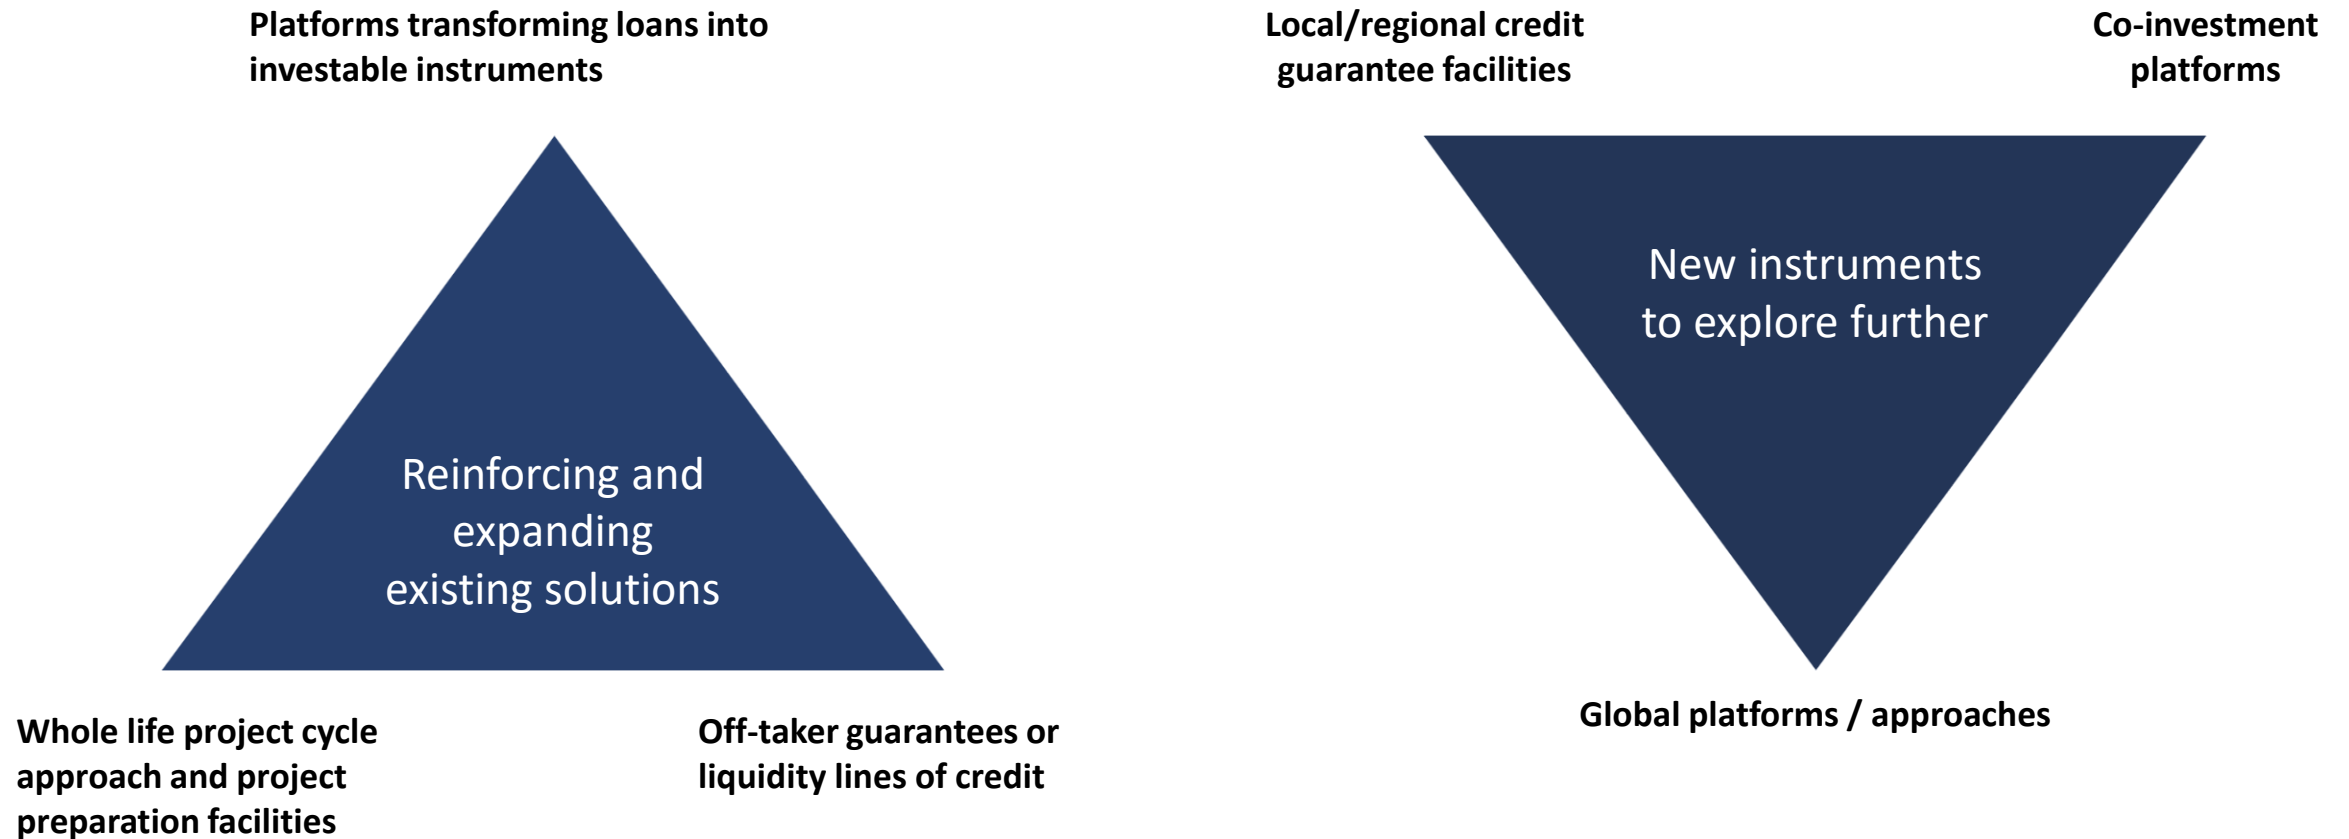 Platforms transforming loans into
investable instruments
Reinforcing and
expanding
existing solutions
Whole life project cycle
approach and project
preparation facilities
Off-taker guarantees or
liquidity lines of credit
Local/regional credit
guarantee facilities
Co-investment
platforms
New instruments
to explore further
Global platforms / approaches